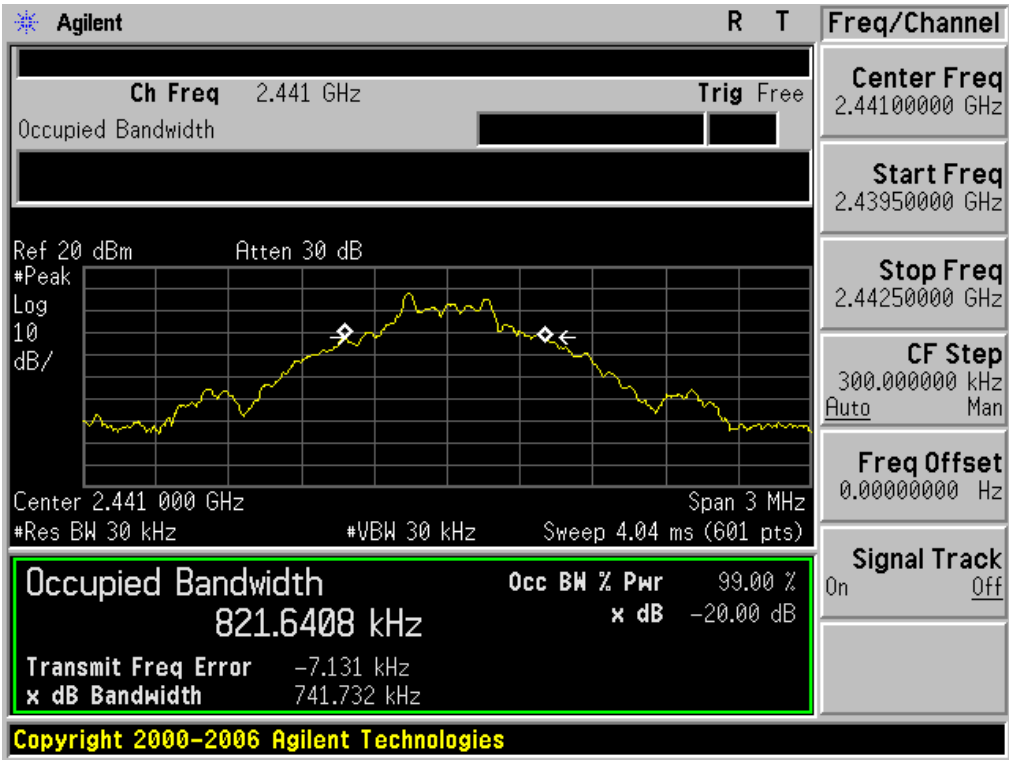 Agilent R T
Ch Freq 2.441 GHz Trig Free
Occupied Bandwidth
Ref 20 dBm Atten 30 dB
#Peak
Log
10
dB/
Center 2.441 000 GHz Span 3 MHz
#Res BW 30 kHz #VBW 30 kHz Sweep 4.04 ms (601 pts)
Occupied Bandwidth Occ BW % Pwr 99.00 %
821.6408 kHz x dB -20.00 dB
Transmit Freq Error -7.131 kHz
x dB Bandwidth 741.732 kHz
Copyright 2000-2006 Agilent Technologies
Freq/Channel
Center Freq
2.44100000 GHz
Start Freq
2.43950000 GHz
Stop Freq
2.44250000 GHz
CF Step
300.000000 kHz
Auto Man
Freq Offset
0.00000000 Hz
Signal Track
On Off